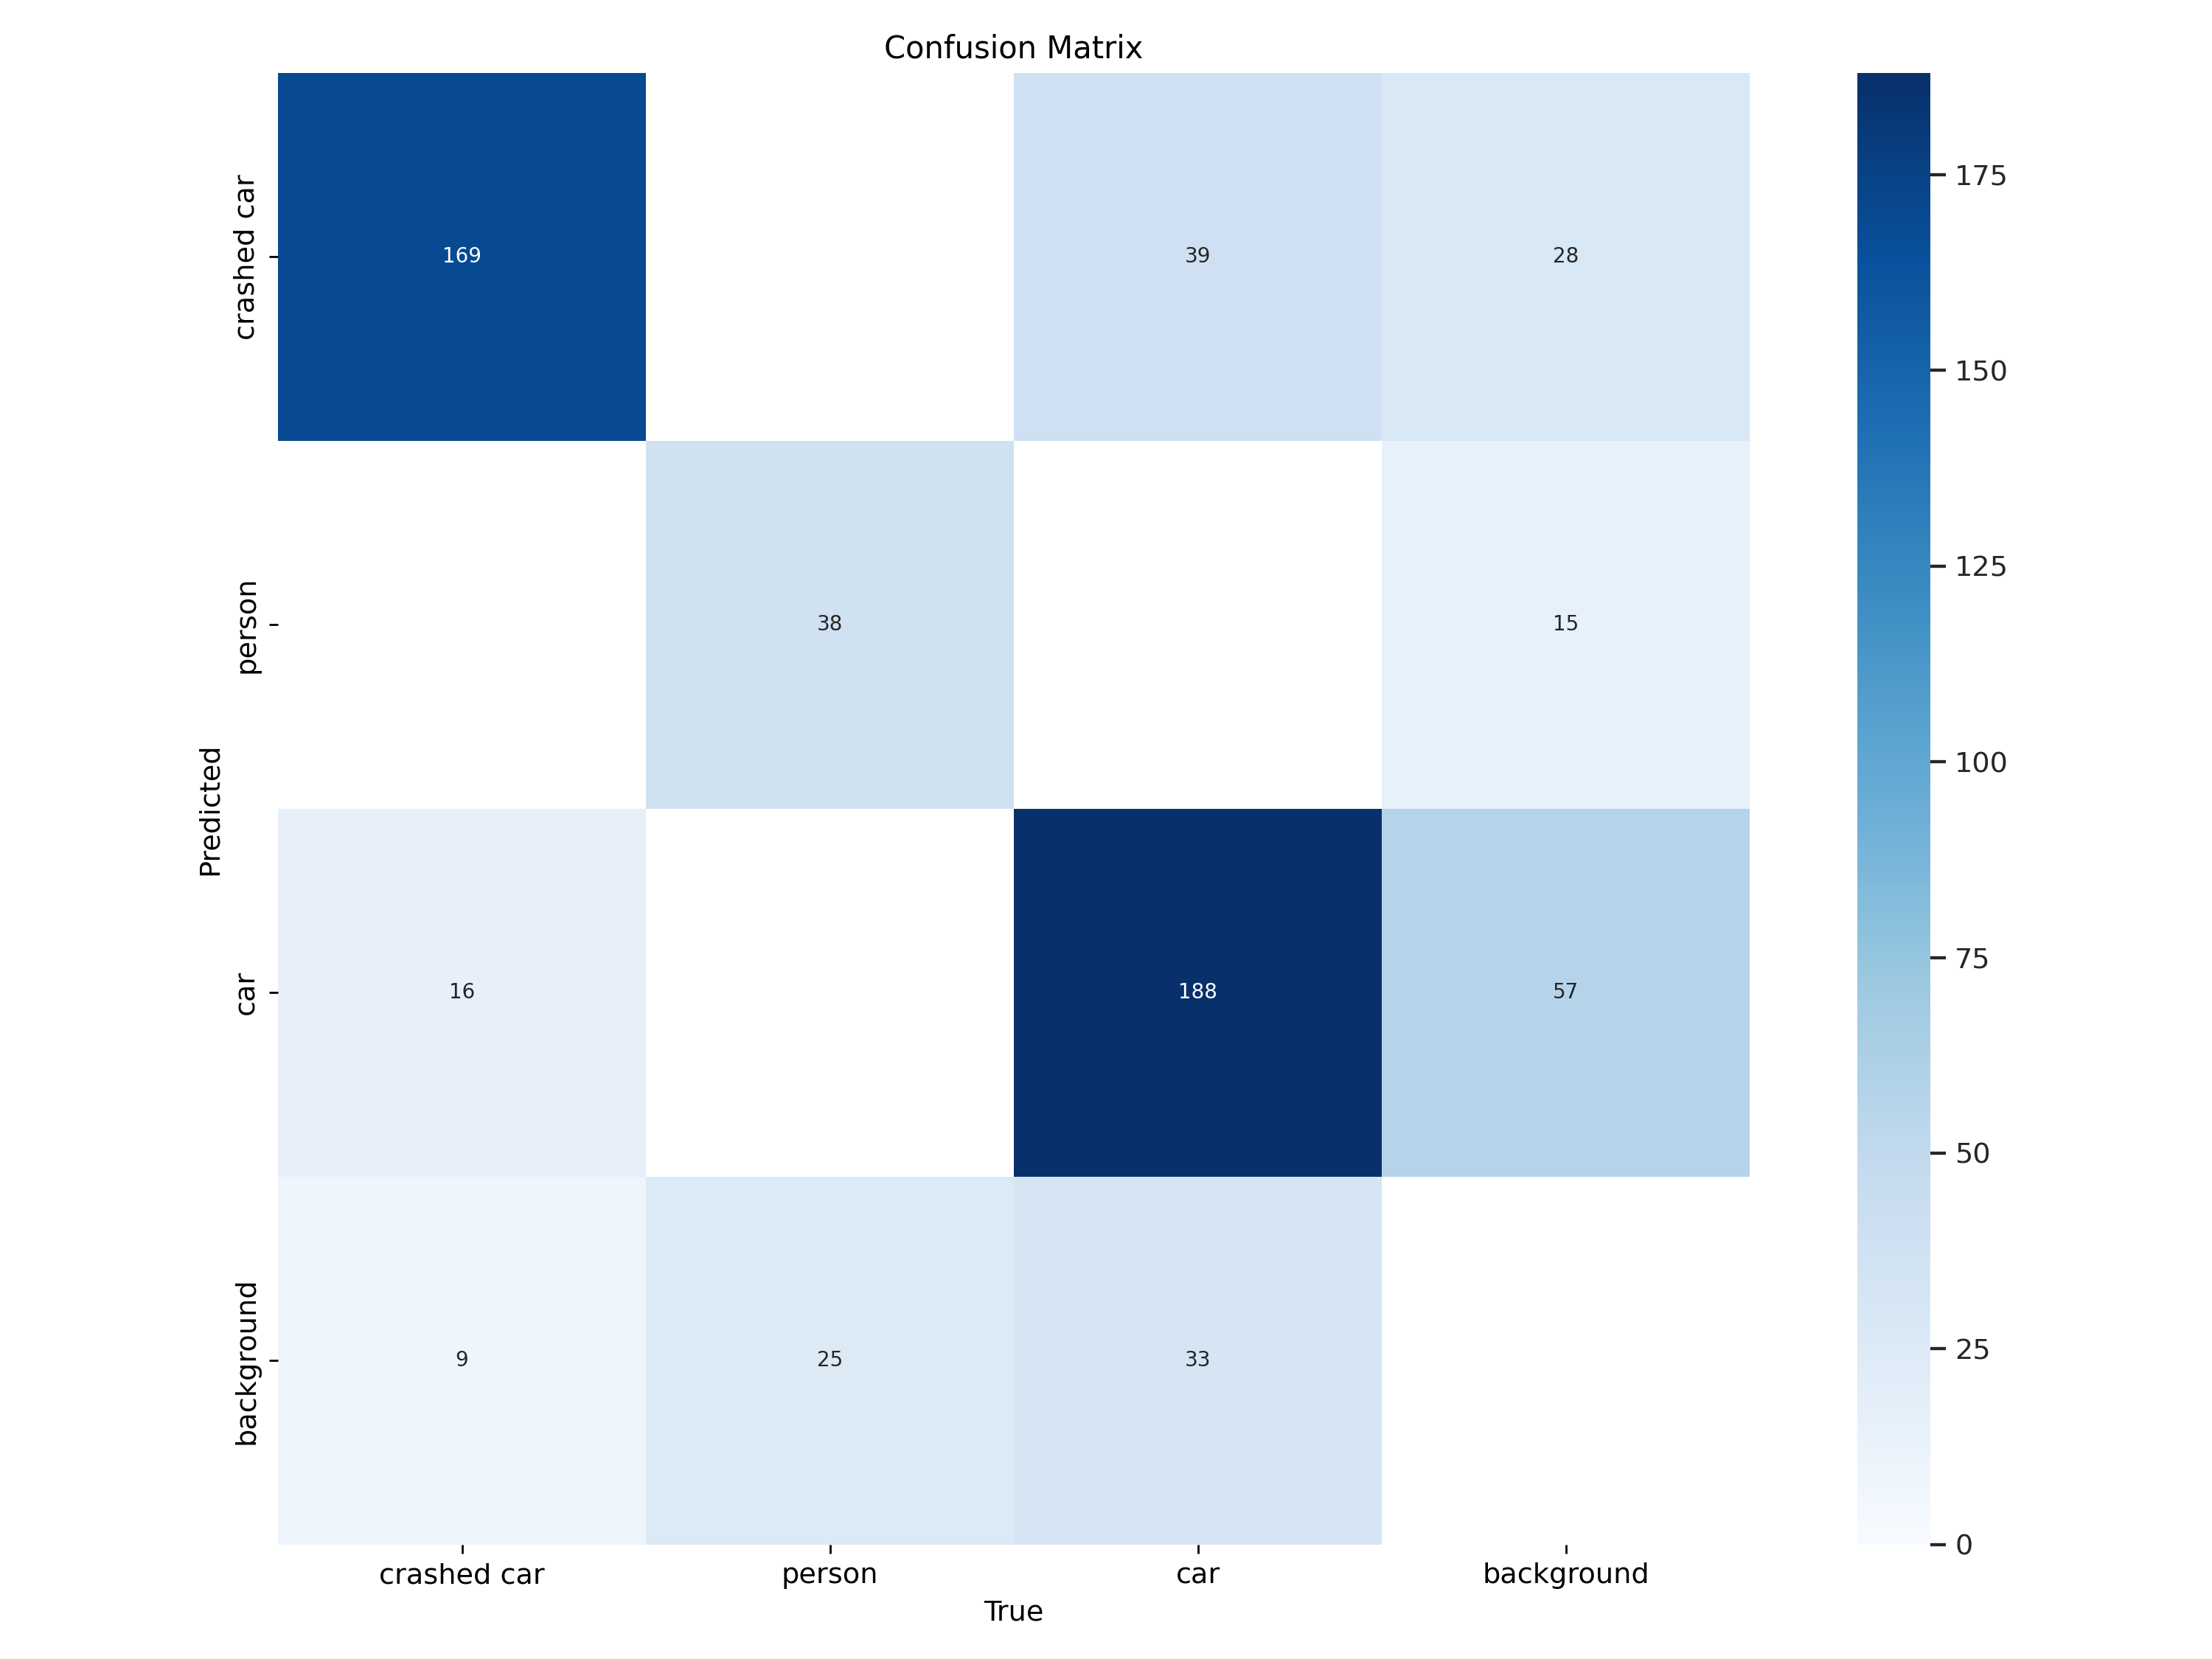 Confusion Matrix
crashed car
169
39
28
175
150
person
38
15
125
100
Predicted
car
16
188
57
75
50
background
9
25
33
25
0
crashed car
person
car
background
True